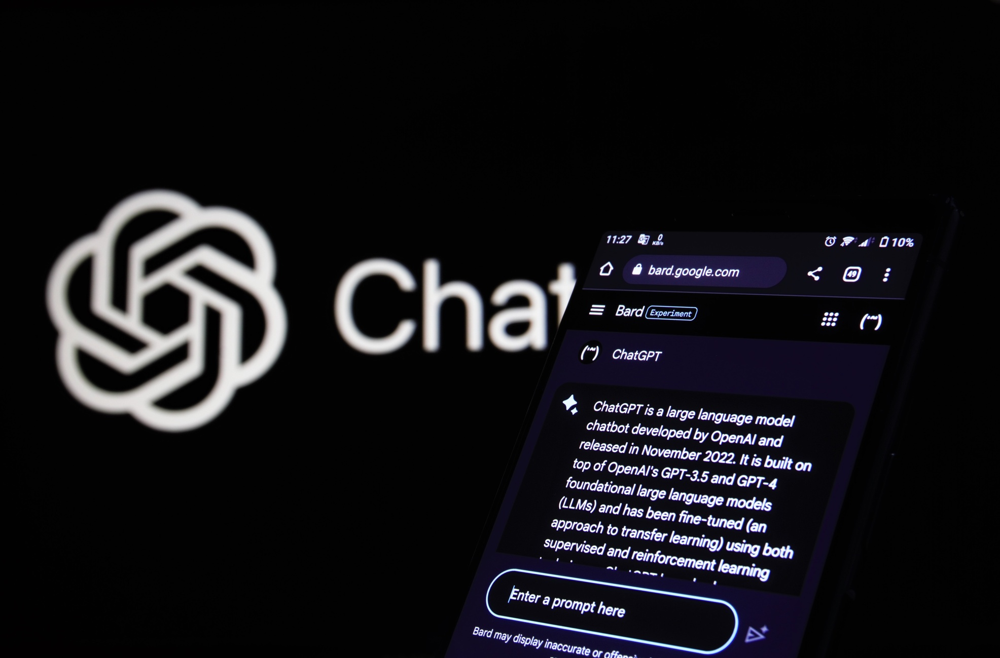 Chat
11:27 0 KB/s 4 10%
bard.google.com 49
Bard Experiment
ChatGPT
ChatGPT is a large language model
chatbot developed by OpenAI and
released in November 2022. It is built on
top of OpenAI's GPT-3.5 and GPT-4
foundational large language models
(LLMs) and has been fine-tuned (an
approach to transfer learning) using both
supervised and reinforcement learning
Enter a prompt here
Bard may display inaccurate or